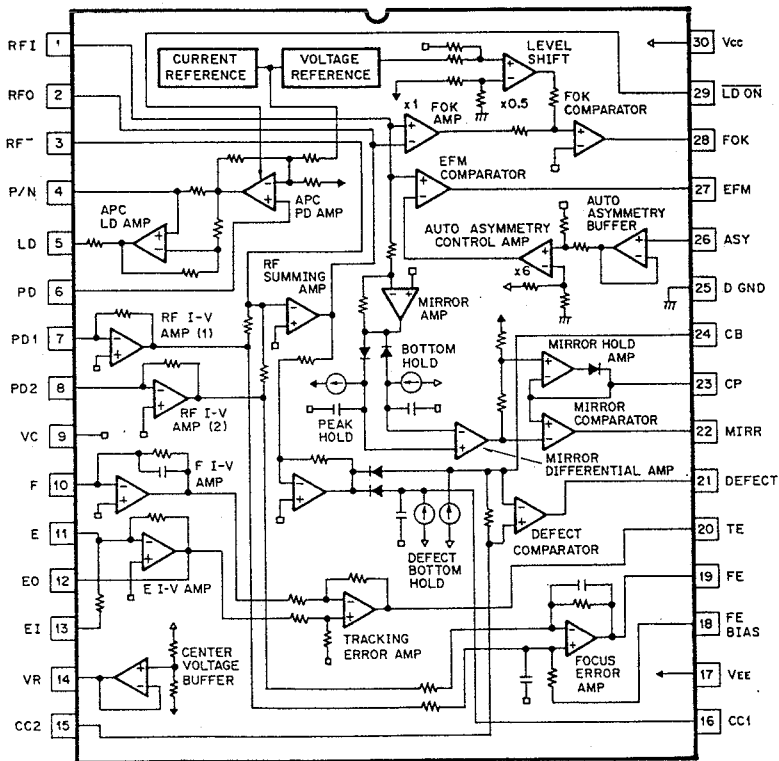 RFI 1
RFO 2
RF⁻ 3
P/N 4
LD 5
PD 6
PD1 7
PD2 8
VC 9
F 10
E 11
EO 12
EI 13
VR 14
CC2 15
CURRENT
REFERENCE
VOLTAGE
REFERENCE
LEVEL
SHIFT
×1
FOK
AMP
×0.5
FOK
COMPARATOR
EFM
COMPARATOR
APC
LD AMP
APC
PD AMP
AUTO ASYMMETRY
CONTROL AMP
×6
AUTO
ASYMMETRY
BUFFER
RF
SUMMING
AMP
MIRROR
AMP
RF I-V
AMP (1)
RF I-V
AMP (2)
BOTTOM
HOLD
PEAK
HOLD
MIRROR HOLD
AMP
MIRROR
COMPARATOR
MIRROR
DIFFERENTIAL AMP
F I-V
AMP
E I-V AMP
DEFECT
BOTTOM
HOLD
DEFECT
COMPARATOR
TRACKING
ERROR AMP
CENTER
VOLTAGE
BUFFER
FOCUS
ERROR
AMP
30 Vcc
29 LD ON
28 FOK
27 EFM
26 ASY
25 D GND
24 CB
23 CP
22 MIRR
21 DEFECT
20 TE
19 FE
18 FE
BIAS
17 VEE
16 CC1